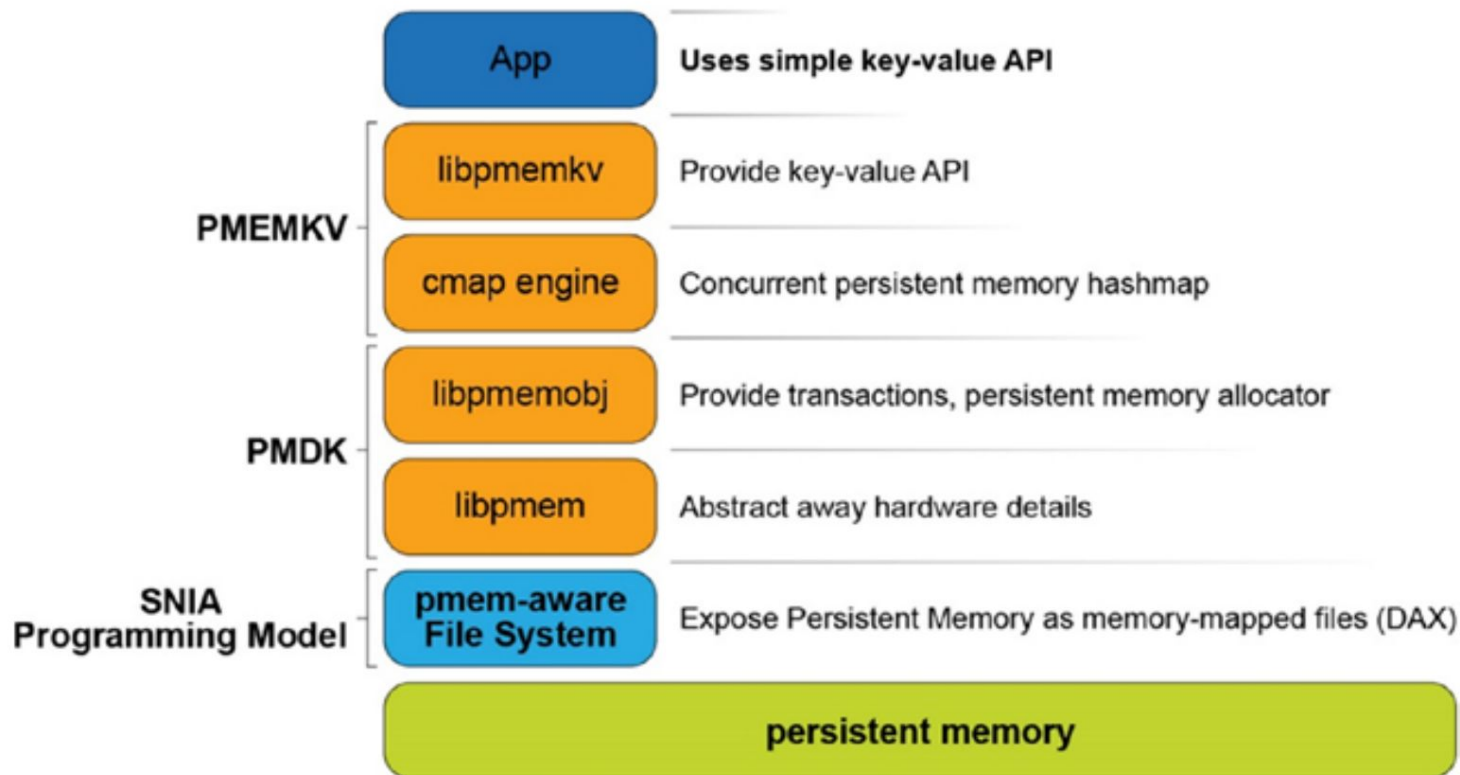 App
Uses simple key-value API
PMEMKV
libpmemkv
Provide key-value API
cmap engine
Concurrent persistent memory hashmap
PMDK
libpmemobj
Provide transactions, persistent memory allocator
libpmem
Abstract away hardware details
SNIA
Programming Model
pmem-aware
File System
Expose Persistent Memory as memory-mapped files (DAX)
persistent memory